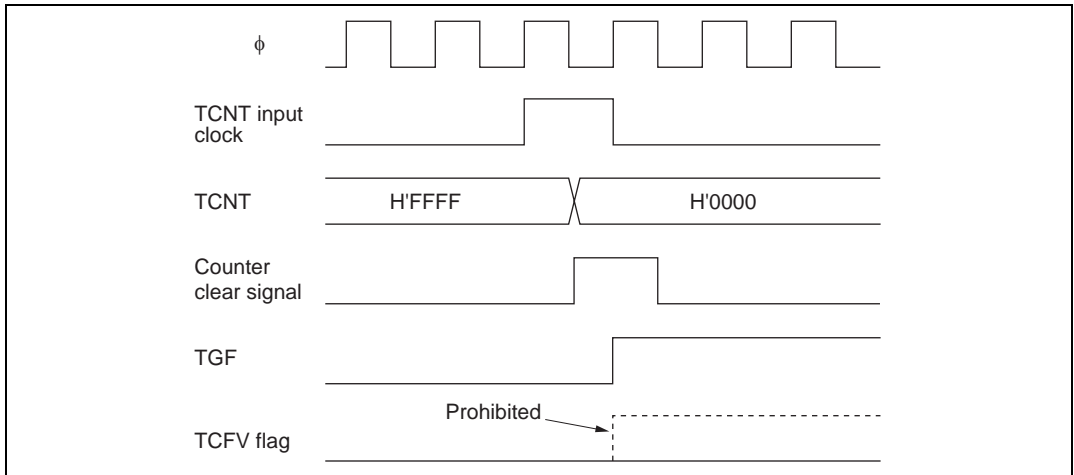 ϕ
TCNT input
clock
TCNT
H'FFFF
H'0000
Counter
clear signal
TGF
Prohibited
TCFV flag